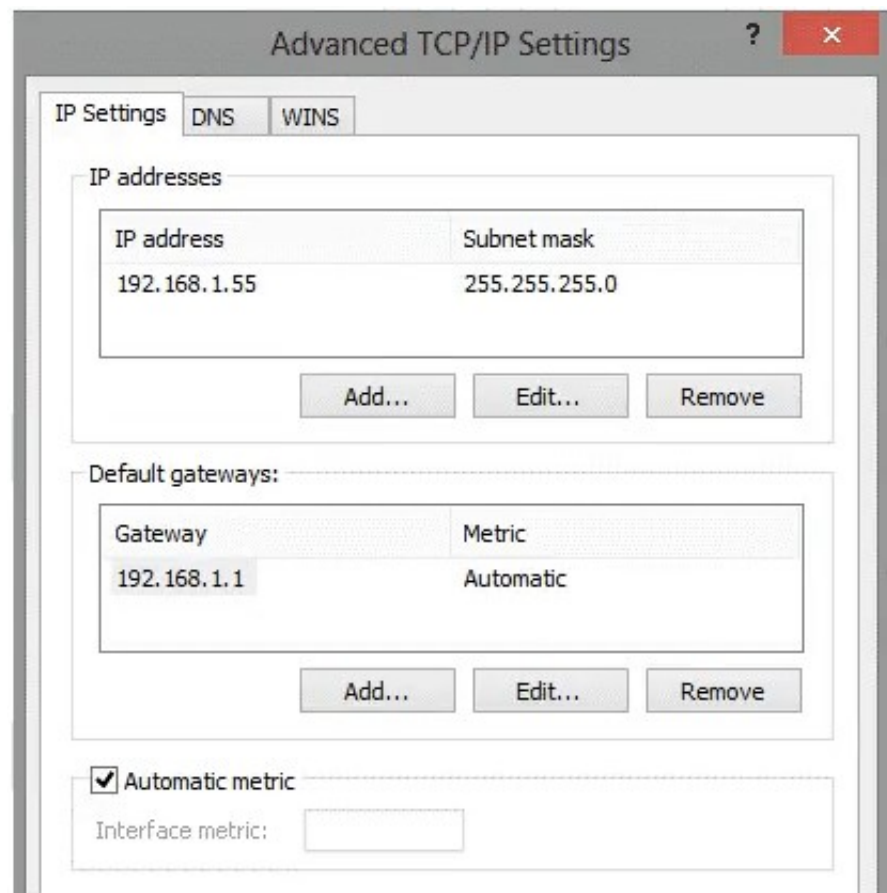 Advanced TCP/IP Settings ?
IP Settings DNS WINS
IP addresses
IP address Subnet mask
192.168.1.55 255.255.255.0
Add... Edit... Remove
Default gateways:
Gateway Metric
192.168.1.1 Automatic
Add... Edit... Remove
Automatic metric
Interface metric: